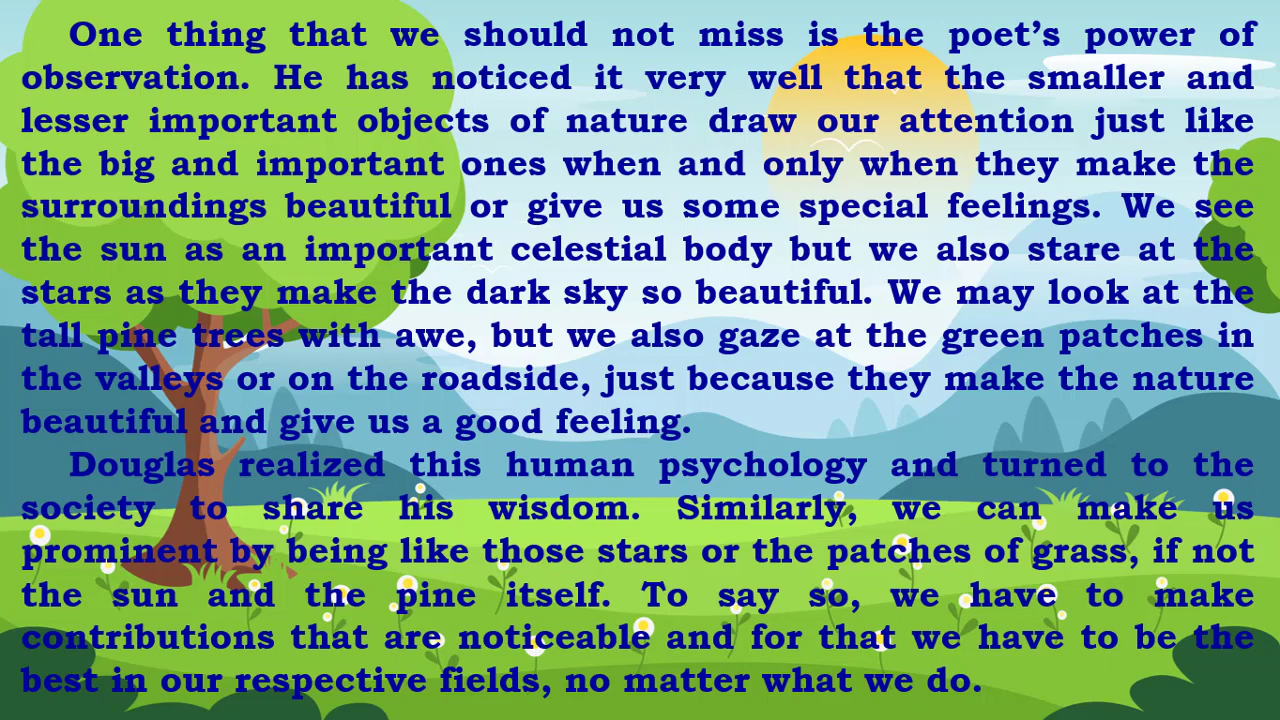 One thing that we should not miss is the poet’s power of
observation. He has noticed it very well that the smaller and
lesser important objects of nature draw our attention just like
the big and important ones when and only when they make the
surroundings beautiful or give us some special feelings. We see
the sun as an important celestial body but we also stare at the
stars as they make the dark sky so beautiful. We may look at the
tall pine trees with awe, but we also gaze at the green patches in
the valleys or on the roadside, just because they make the nature
beautiful and give us a good feeling.
Douglas realized this human psychology and turned to the
society to share his wisdom. Similarly, we can make us
prominent by being like those stars or the patches of grass, if not
the sun and the pine itself. To say so, we have to make
contributions that are noticeable and for that we have to be the
best in our respective fields, no matter what we do.